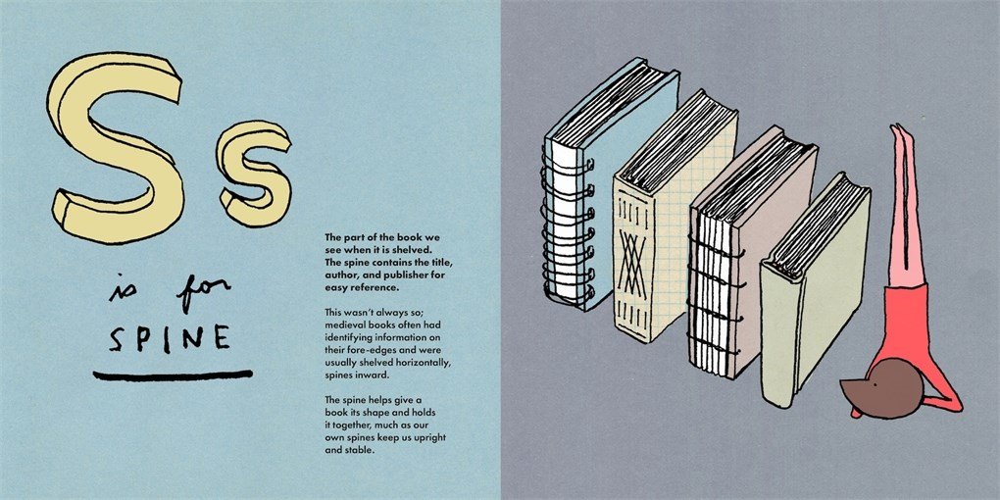 Ss
is for
SPINE
The part of the book we
see when it is shelved.
The spine contains the title,
author, and publisher for
easy reference.
This wasn't always so;
medieval books often had
identifying information on
their fore-edges and were
usually shelved horizontally,
spines inward.
The spine helps give a
book its shape and holds
it together, much as our
own spines keep us upright
and stable.